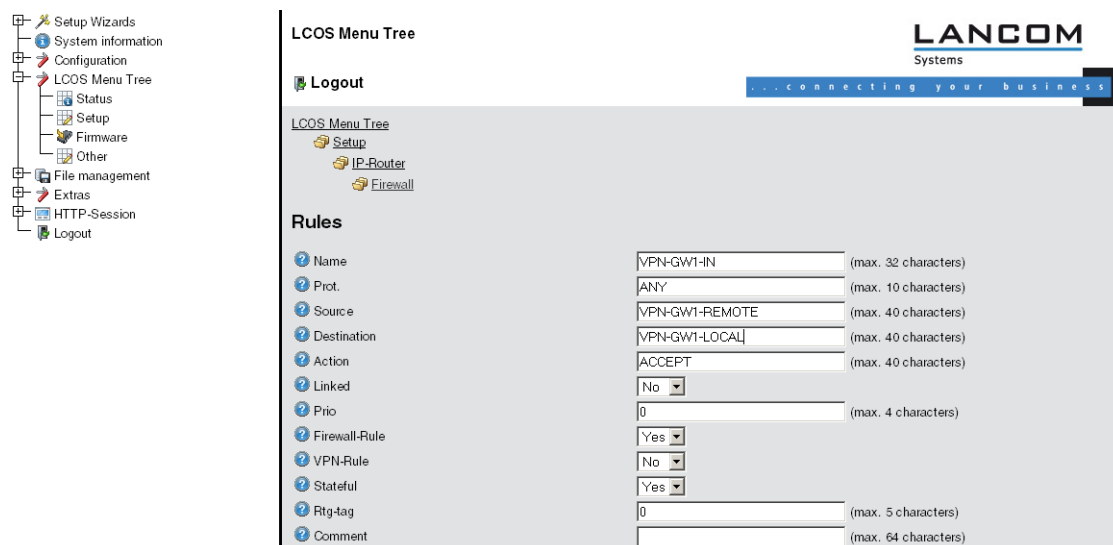 Setup Wizards
System information
Configuration
LCOS Menu Tree
Status
Setup
Firmware
Other
File management
Extras
HTTP-Session
Logout
LCOS Menu Tree
LANCOM
Systems
Logout
...connecting your business
LCOS Menu Tree
Setup
IP-Router
Firewall
Rules
Name VPN-GW1-IN (max. 32 characters)
Prot. ANY (max. 10 characters)
Source VPN-GW1-REMOTE (max. 40 characters)
Destination VPN-GW1-LOCAL (max. 40 characters)
Action ACCEPT (max. 40 characters)
Linked No
Prio 0 (max. 4 characters)
Firewall-Rule Yes
VPN-Rule No
Stateful Yes
Rtg-tag 0 (max. 5 characters)
Comment (max. 64 characters)